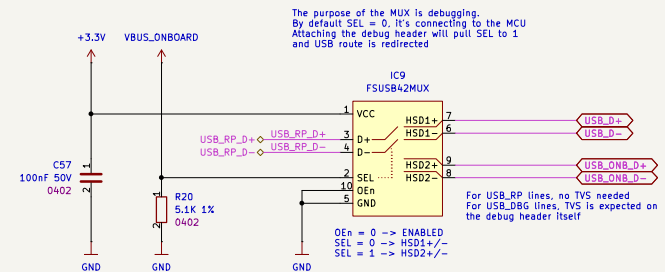 The purpose of the MUX is debugging.
By default SEL = 0, it's connecting to the MCU
Attaching the debug header will pull SEL to 1
and USB route is redirected
+3.3V
VBUS_ONBOARD
IC9
FSUSB42MUX
1
VCC
USB_RP_D+
USB_RP_D+
3
D+
USB_RP_D-
USB_RP_D-
4
D-
2
SEL
10
OEn
5
GND
HSD1+
7
USB_D+
HSD1-
6
USB_D-
HSD2+
9
USB_ONB_D+
HSD2-
8
USB_ONB_D-
C57
100nF 50V
0402
1
2
R20
5.1K 1%
0402
1
2
For USB_RP lines, no TVS needed
For USB_DBG lines, TVS is expected on
the debug header itself
OEn = 0 -> ENABLED
SEL = 0 -> HSD1+/-
SEL = 1 -> HSD2+/-
GND
GND
GND